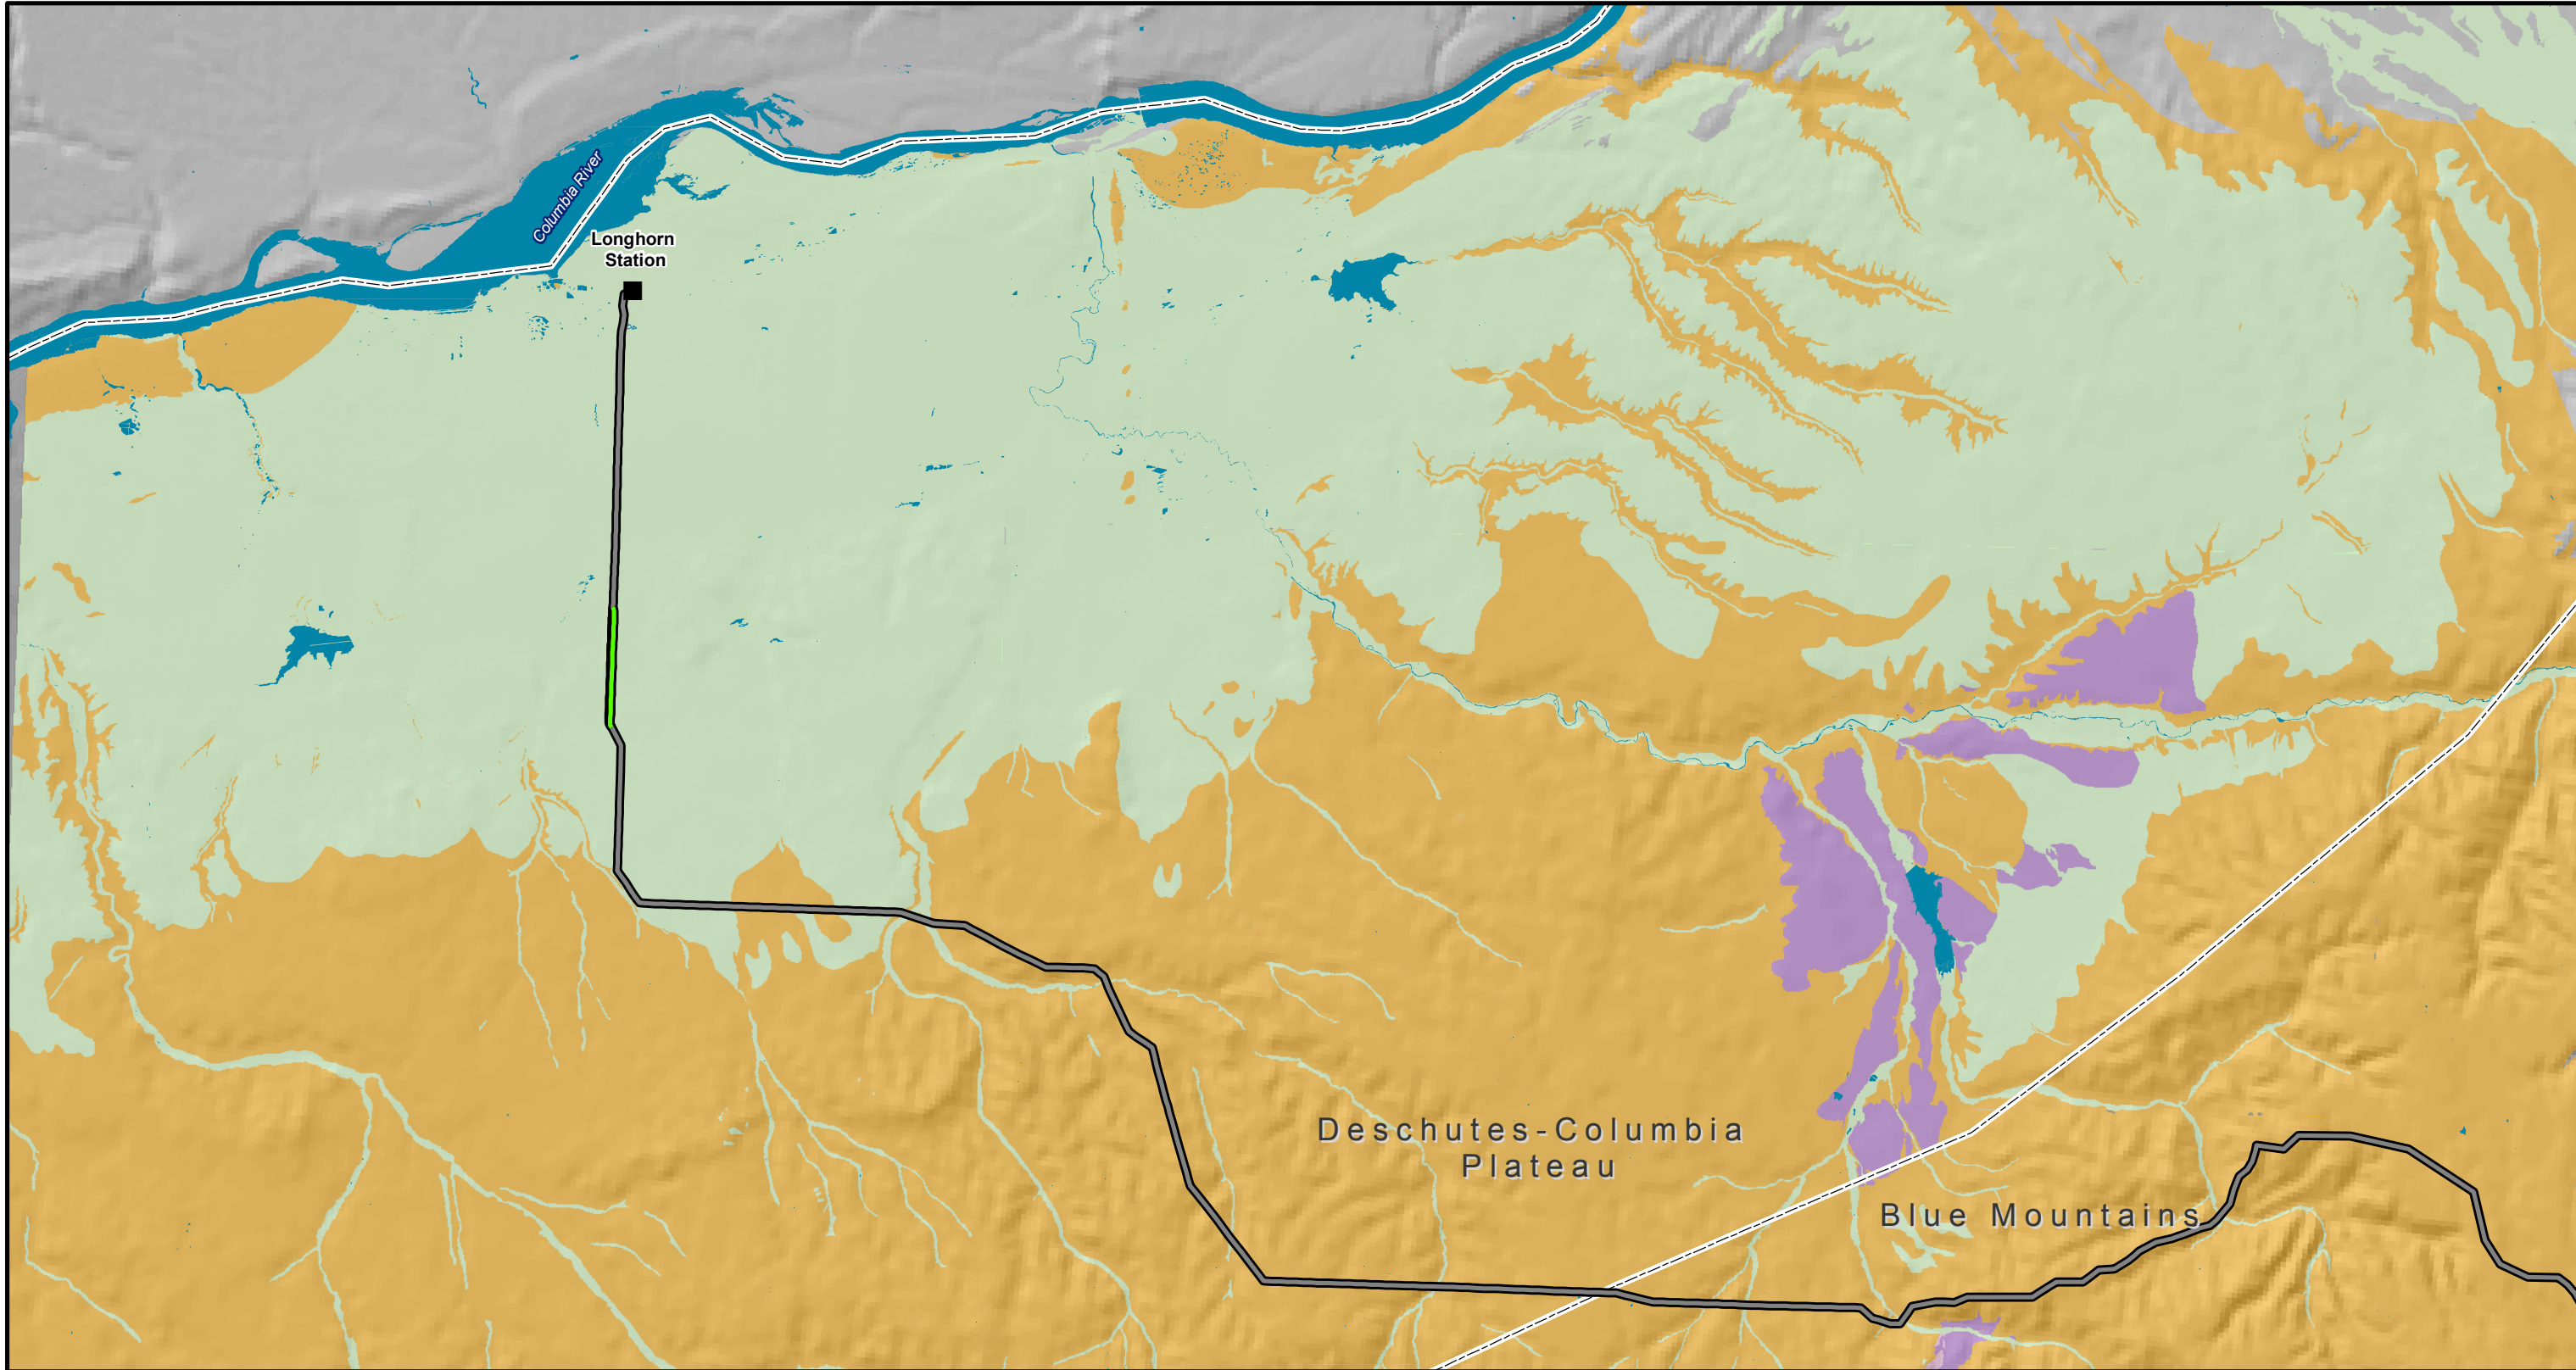 Columbia River
Longhorn
Station
Deschutes-Columbia
Plateau
Blue Mountains